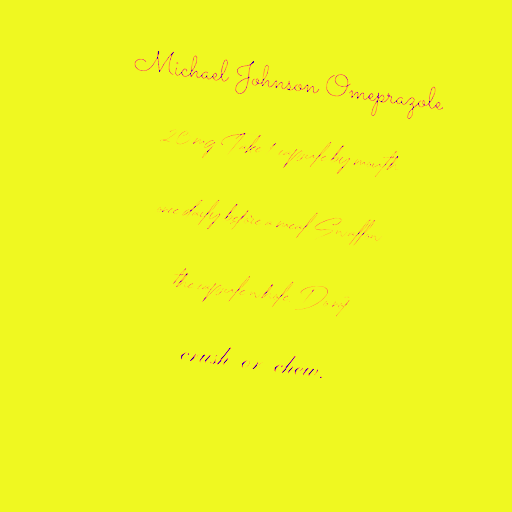 Michael Johnson Omeprazole
20 mg Take 1 capsule by mouth
once daily before a meal Swallow
the capsule whole Do not
crush or chew.